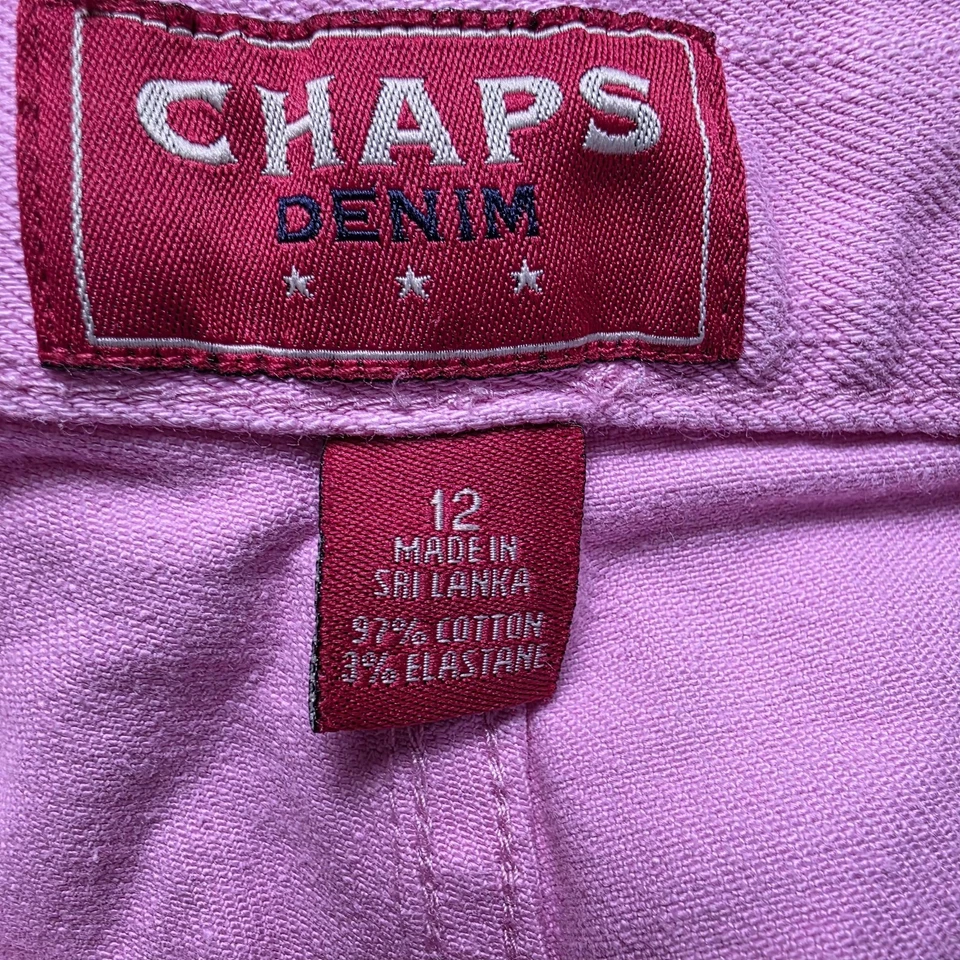 CHAPS
DENIM
12
MADE IN
SRI LANKA
97% COTTON
3% ELASTANE